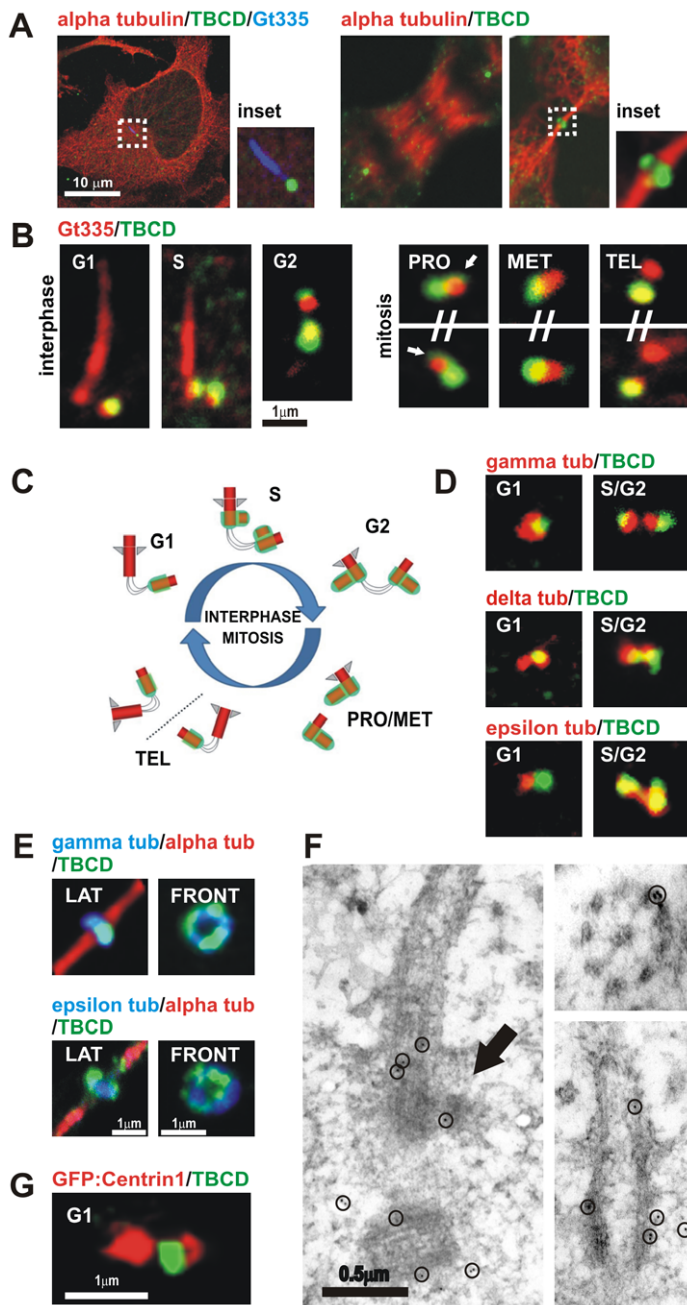 A
alpha tubulin/TBCD/Gt335
alpha tubulin/TBCD
inset
inset
10 μm
B
Gt335/TBCD
interphase
G1
S
G2
1μm
mitosis
PRO
MET
TEL
C
G1
S
G2
INTERPHASE
MITOSIS
TEL
PRO/MET
D
gamma tub/TBCD
G1
S/G2
delta tub/TBCD
G1
S/G2
epsilon tub/TBCD
G1
S/G2
E
gamma tub/alpha tub
/TBCD
LAT
FRONT
epsilon tub/alpha tub
/TBCD
LAT
FRONT
1μm
1μm
F
0.5μm
G
GFP:Centrin1/TBCD
G1
1μm